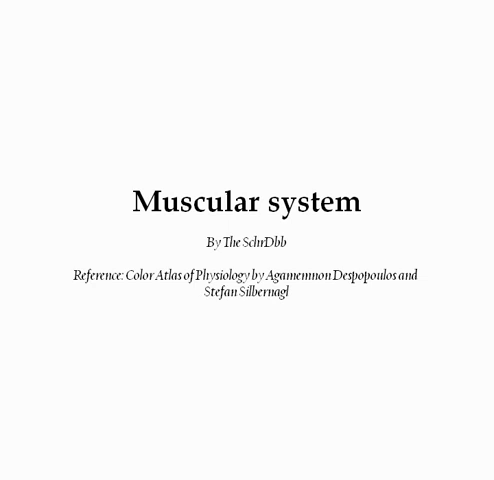 Muscular system
By The SchrDbb
Reference: Color Atlas of Physiology by Agamemnon Despopoulos and
Stefan Silbernagl